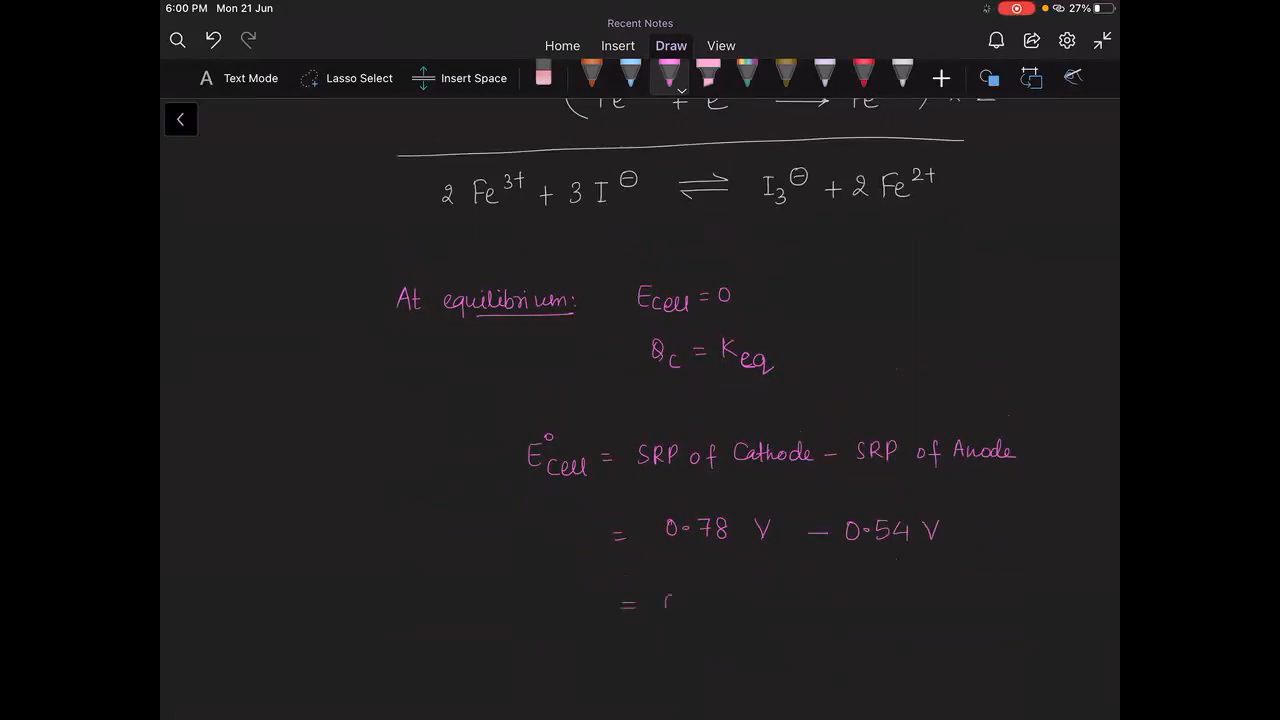 6:00 PM Mon 21 Jun
27%
Recent Notes
Home Insert Draw View
A Text Mode Lasso Select Insert Space
2 Fe³⁺ + 3 I⊖ ⇌ I₃⊖ + 2 Fe²⁺
At equilibrium: Ecell = 0
Qc = Keq
E°cell = SRP of Cathode − SRP of Anode
= 0.78 V − 0.54 V
=